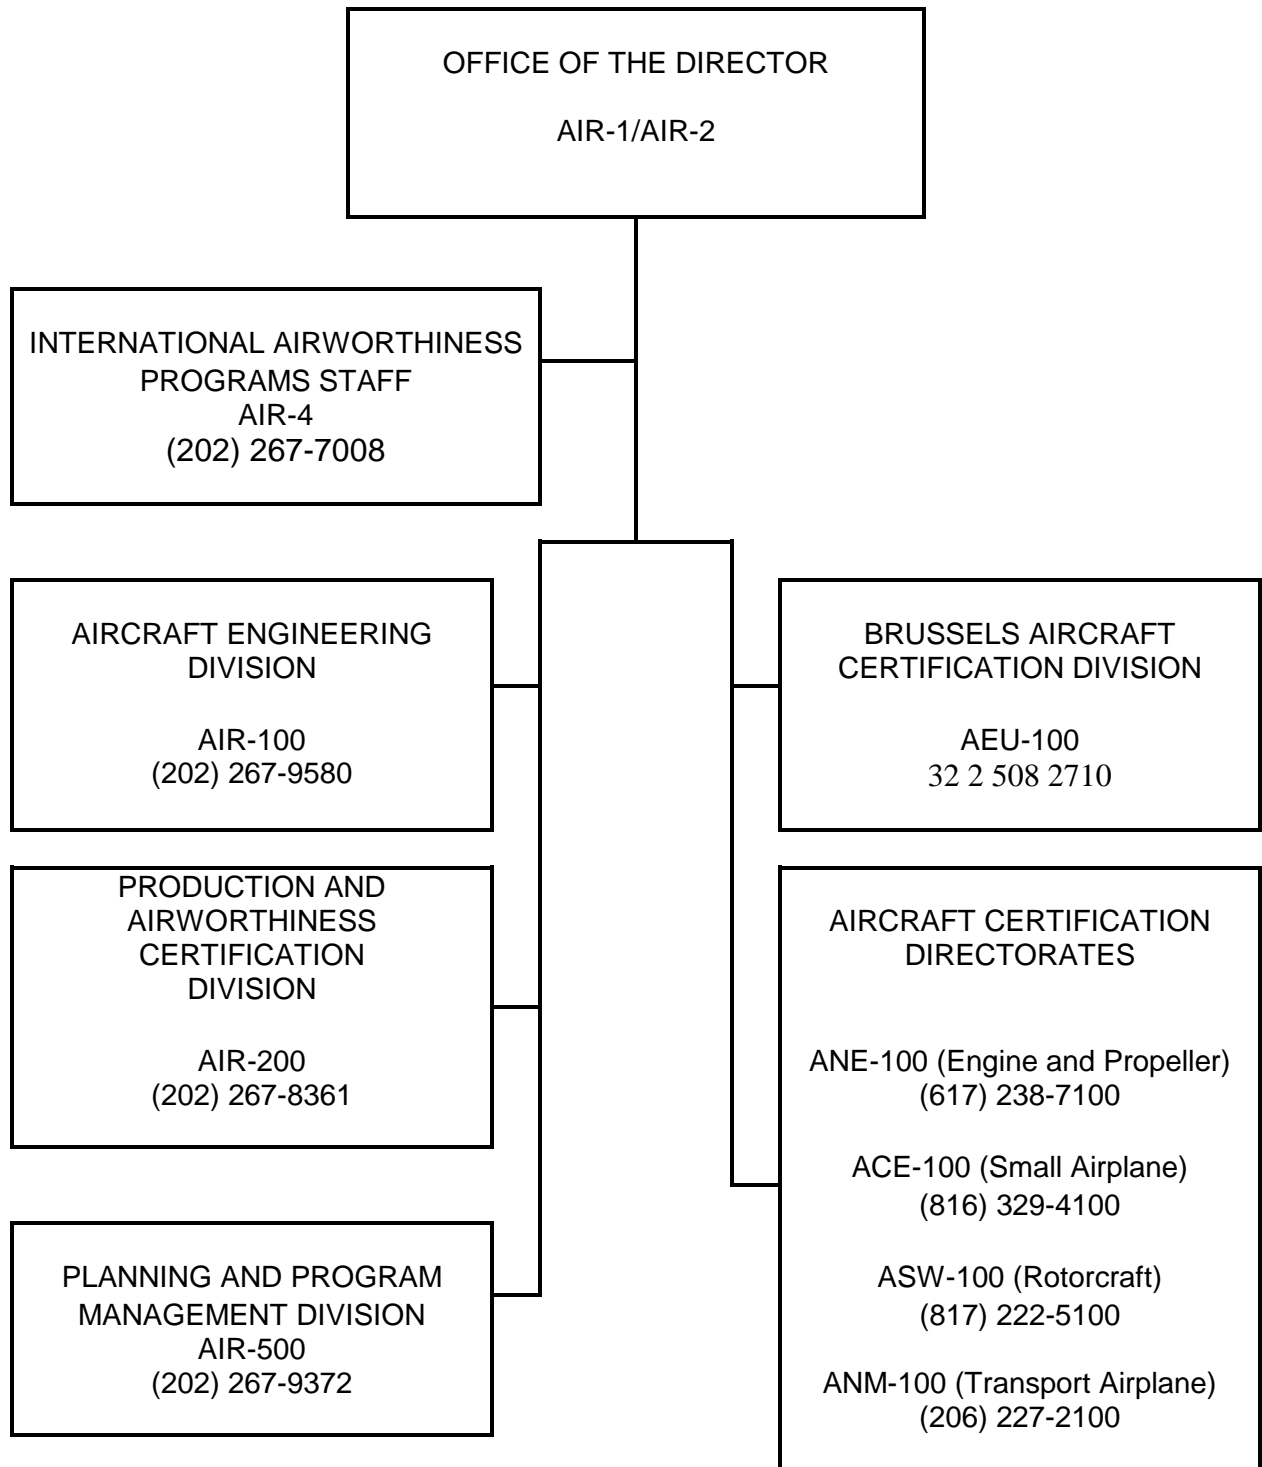 OFFICE OF THE DIRECTOR
AIR-1/AIR-2
INTERNATIONAL AIRWORTHINESS
PROGRAMS STAFF
AIR-4
(202) 267-7008
AIRCRAFT ENGINEERING
DIVISION
AIR-100
(202) 267-9580
BRUSSELS AIRCRAFT
CERTIFICATION DIVISION
AEU-100
32 2 508 2710
PRODUCTION AND
AIRWORTHINESS
CERTIFICATION
DIVISION
AIR-200
(202) 267-8361
AIRCRAFT CERTIFICATION
DIRECTORATES
ANE-100 (Engine and Propeller)
(617) 238-7100
ACE-100 (Small Airplane)
(816) 329-4100
ASW-100 (Rotorcraft)
(817) 222-5100
ANM-100 (Transport Airplane)
(206) 227-2100
PLANNING AND PROGRAM
MANAGEMENT DIVISION
AIR-500
(202) 267-9372